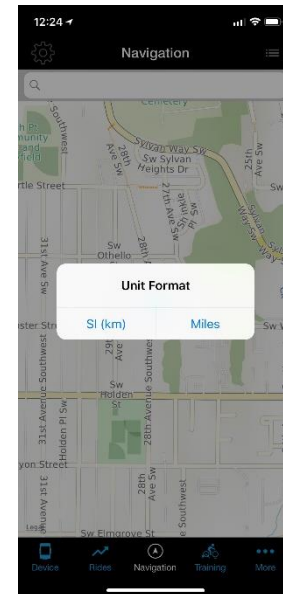 12:24
Navigation
Cemetery
Southwest
Sylvan Way Sw
28th
Ave Sw
Sw Sylvan
Heights Dr
25th
Ave Sw
rtle Street
27th Ave Sw
Sylvan
Way Sw
31st Ave Sw
Sw
Othello
28th
Unit Format
SI (km)
Miles
29th
Ave
Sw
Holden
St
31st Avenue Southwest
Holden Pl Sw
28th Avenue Southwest
yon Street
31st Avenue
28th
Ave Sw
Sw Elmgrove St
Device
Rides
Navigation
Training
More